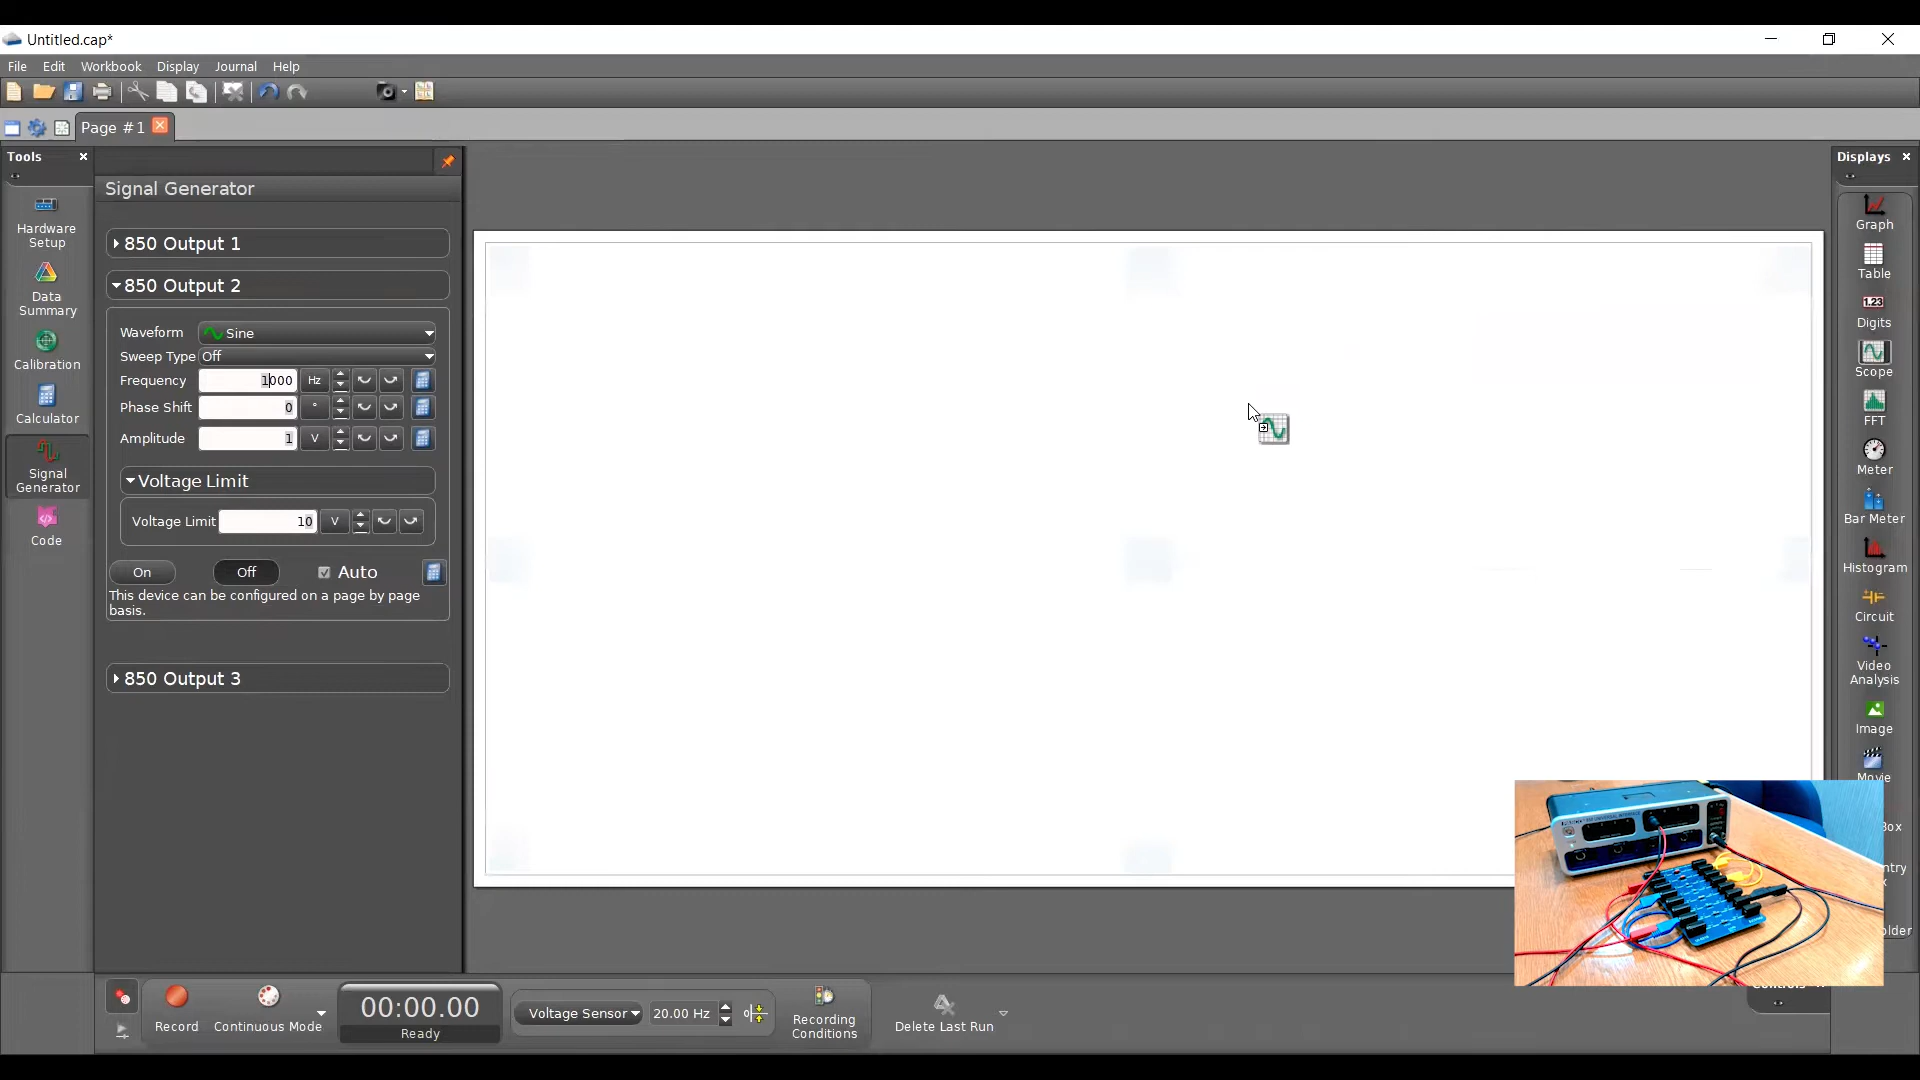 Untitled.cap*
File Edit Workbook Display Journal Help
Page #1
Tools
Hardware
Setup
Data
Summary
Calibration
Calculator
Signal
Generator
Code
Signal Generator
850 Output 1
850 Output 2
Waveform Sine
Sweep Type Off
Frequency 1000 Hz
Phase Shift 0 °
Amplitude 1 V
Voltage Limit
Voltage Limit 10 V
On Off Auto
This device can be configured on a page by page
basis.
850 Output 3
Displays
Graph
Table
1.23
Digits
Scope
FFT
Meter
Bar Meter
Histogram
Circuit
Video
Analysis
Image
Movie
Record
Continuous Mode
00:00.00
Ready
Voltage Sensor 20.00 Hz
Recording
Conditions
Delete Last Run